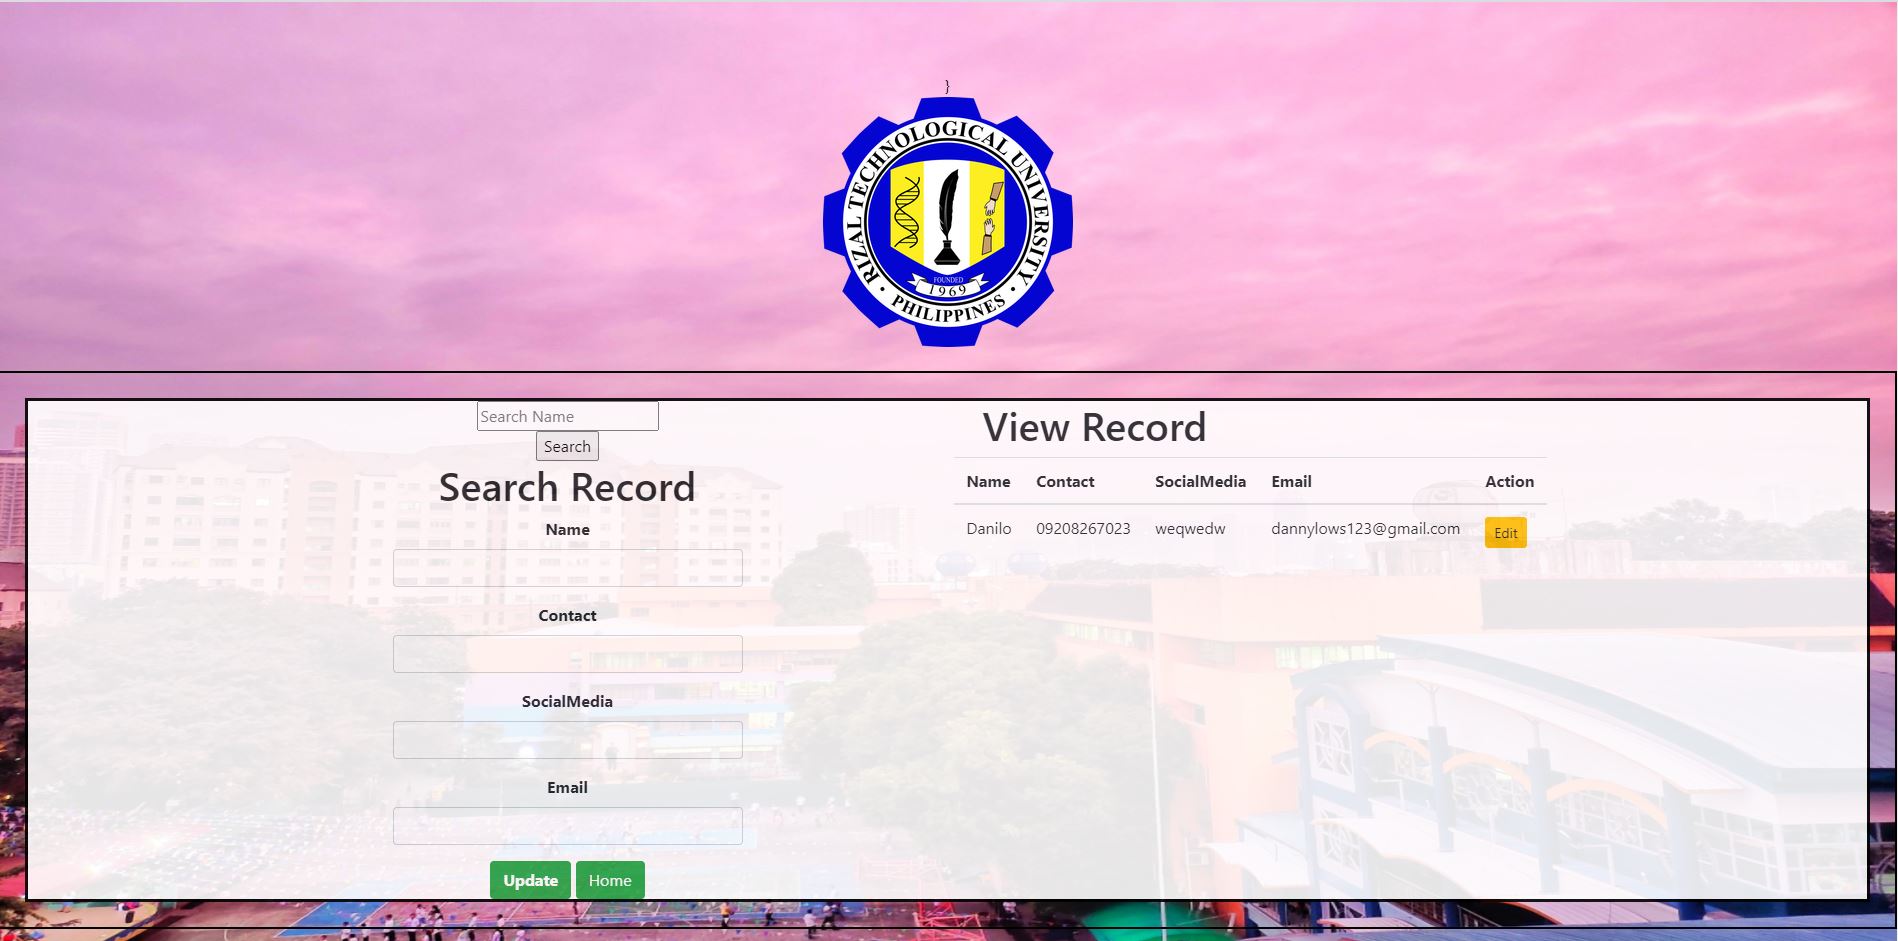 }
RIZAL TECHNOLOGICAL UNIVERSITY
FOUNDED
1969
• PHILIPPINES •
Search Name
Search
Search Record
Name
Contact
SocialMedia
Email
Update Home
View Record
Name Contact SocialMedia Email Action
Danilo 09208267023 weqwedw dannylows123@gmail.com Edit